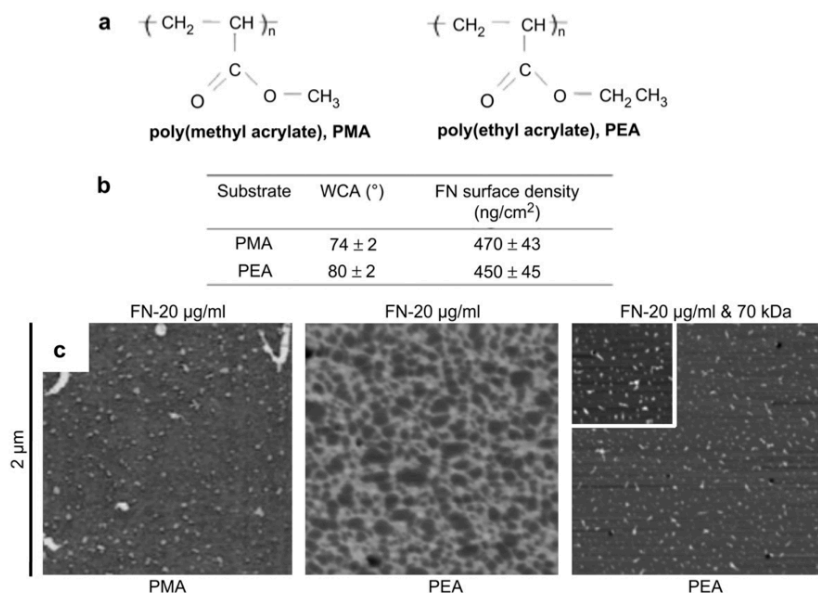 a
( CH2 — CH )n
C
O O — CH3
poly(methyl acrylate), PMA
( CH2 — CH )n
C
O O — CH2 CH3
poly(ethyl acrylate), PEA
b
Substrate WCA (°) FN surface density (ng/cm2)
PMA 74 ± 2 470 ± 43
PEA 80 ± 2 450 ± 45
c
FN-20 µg/ml FN-20 µg/ml FN-20 µg/ml & 70 kDa
2 µm
PMA PEA PEA